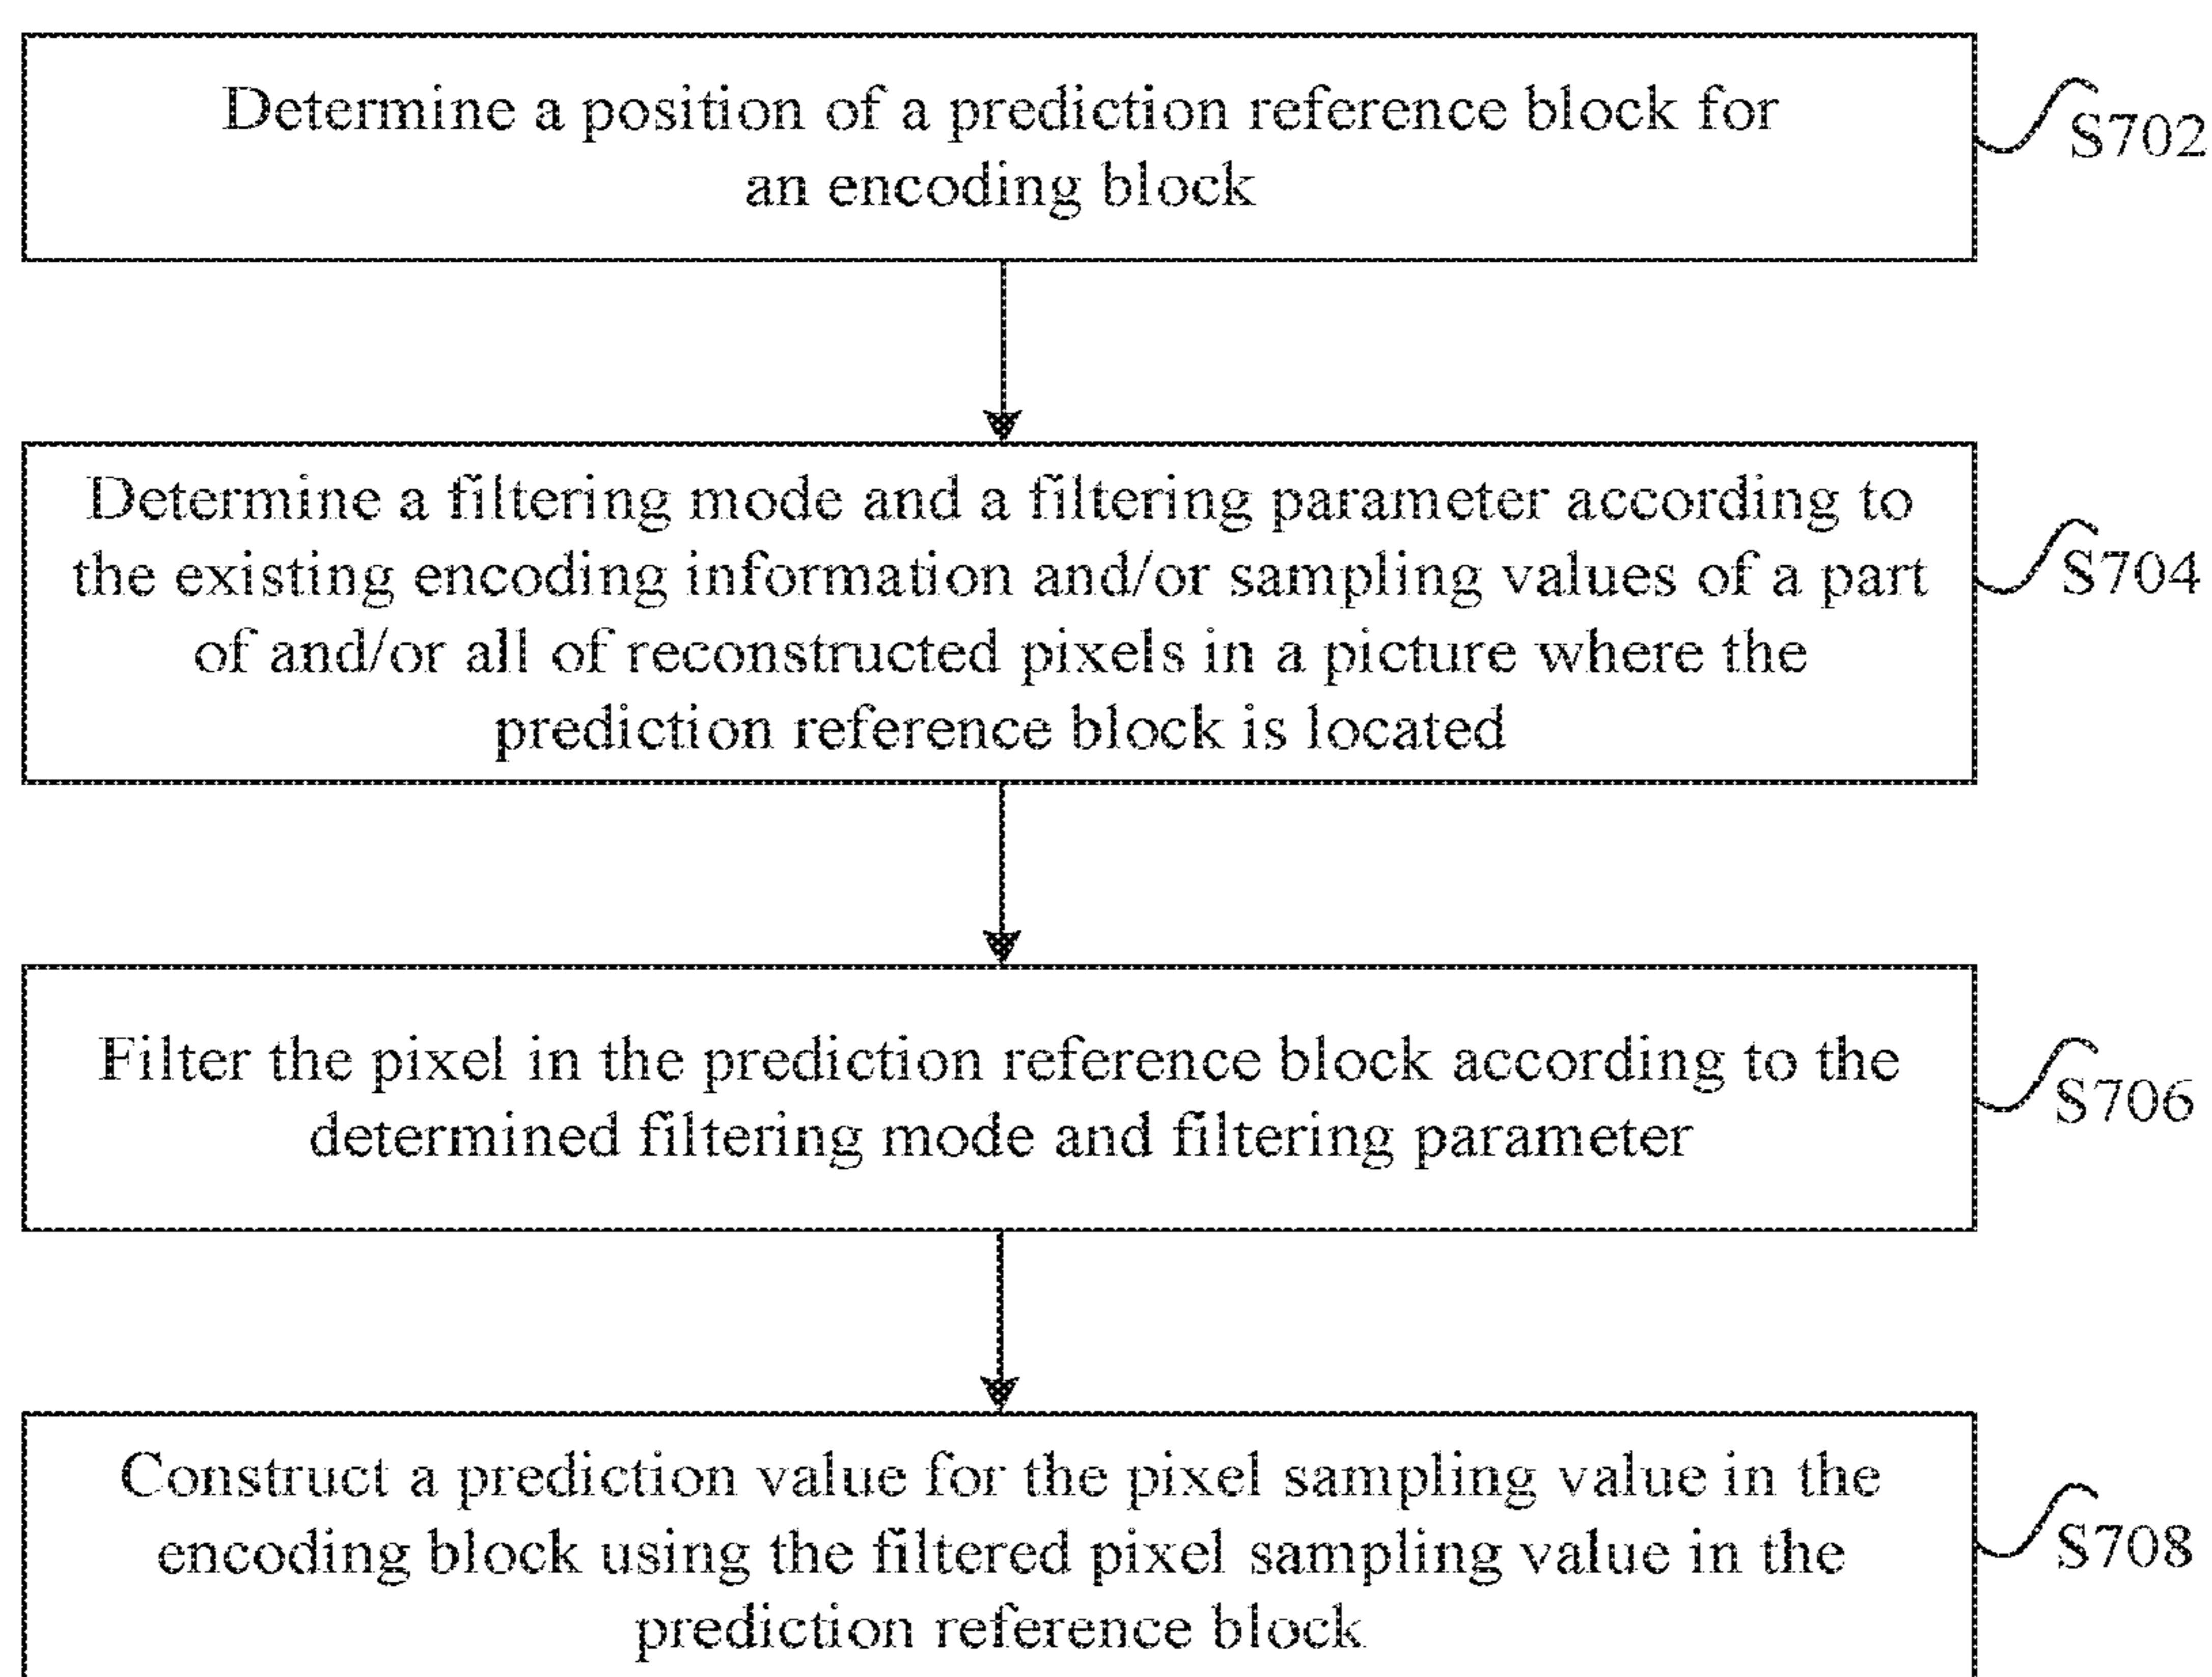 Determine a position of a prediction reference block for
an encoding block
S702
Determine a filtering mode and a filtering parameter according to
the existing encoding information and/or sampling values of a part
of and/or all of reconstructed pixels in a picture where the
prediction reference block is located
S704
Filter the pixel in the prediction reference block according to the
determined filtering mode and filtering parameter
S706
Construct a prediction value for the pixel sampling value in the
encoding block using the filtered pixel sampling value in the
prediction reference block
S708